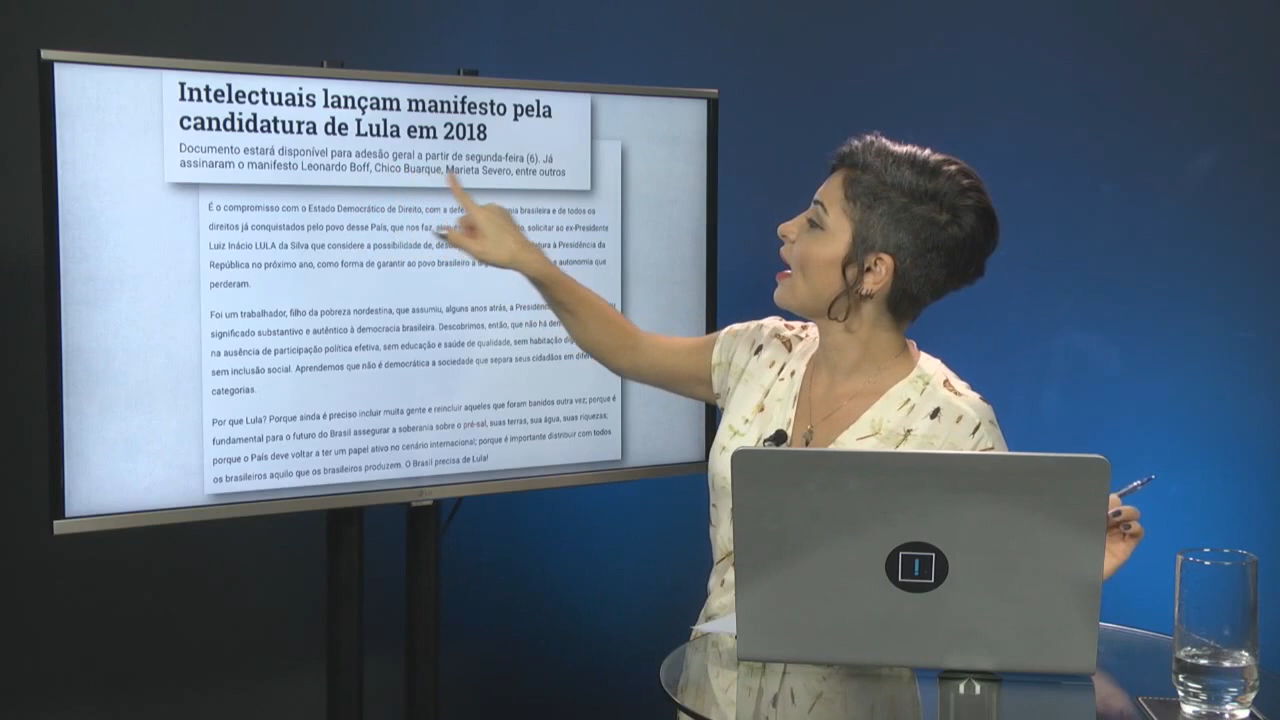 Intelectuais lançam manifesto pela
candidatura de Lula em 2018
Documento estará disponível para adesão geral a partir de segunda-feira (6). Já
assinaram o manifesto Leonardo Boff, Chico Buarque, Marieta Severo, entre outros
É o compromisso com o Estado Democrático de Direito, com a brasileira e de todos os
direitos já conquistados pelo povo desse País, que nos faz, solicitar ao ex-Presidente
Luiz Inácio LULA da Silva que considere a possibilidade de, à Presidência da
República no próximo ano, como forma de garantir ao povo brasileiro a autonomia que
perderam.
Foi um trabalhador, filho da pobreza nordestina, que assumiu, alguns anos atrás, a
significado substantivo e autêntico à democracia brasileira. Descobrimos, então, que não há
na ausência de participação política efetiva, sem educação e saúde de qualidade, sem habitação
sem inclusão social. Aprendemos que não é democrática a sociedade que separa seus cidadãos em
categorias.
Por que Lula? Porque ainda é preciso incluir muita gente e reincluir aqueles que foram banidos outra vez; porque é
fundamental para o futuro do Brasil assegurar a soberania sobre o pré-sal, suas terras, sua água, suas riquezas;
porque o País deve voltar a ter um papel ativo no cenário internacional; porque é importante distribuir com todos
os brasileiros aquilo que os brasileiros produzem. O Brasil precisa de Lula!